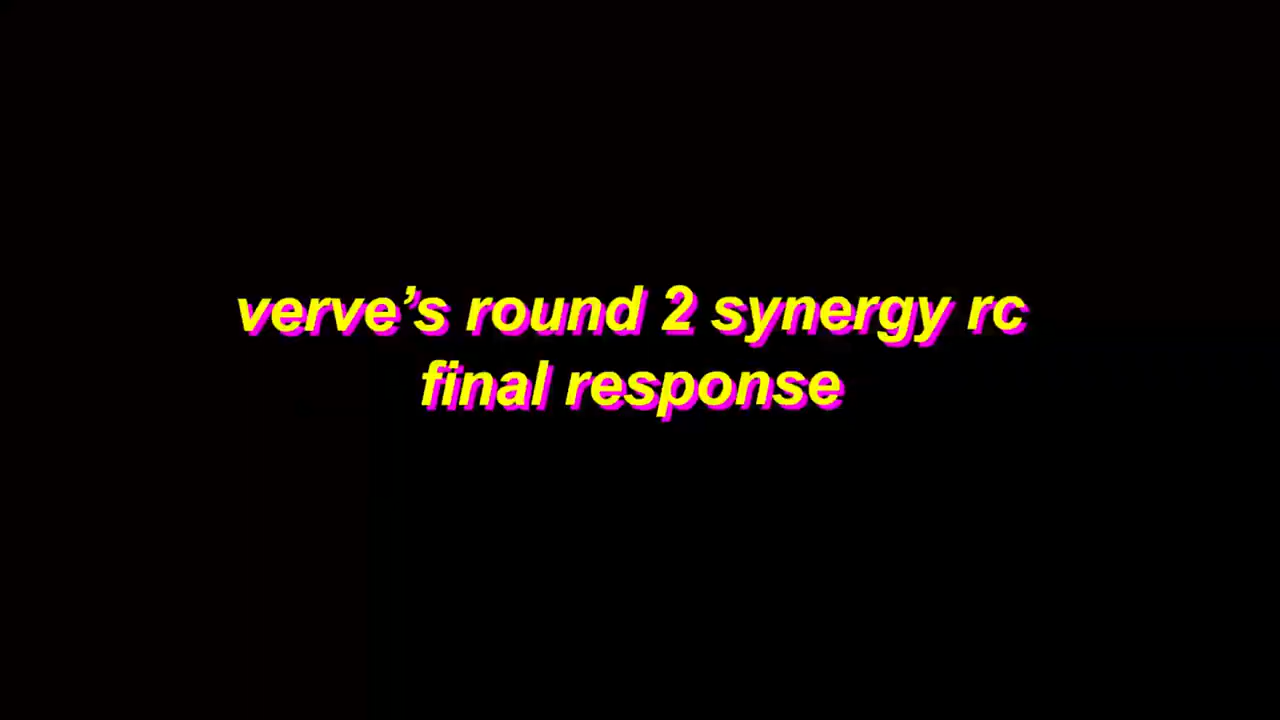 verve’s round 2 synergy rc
final response